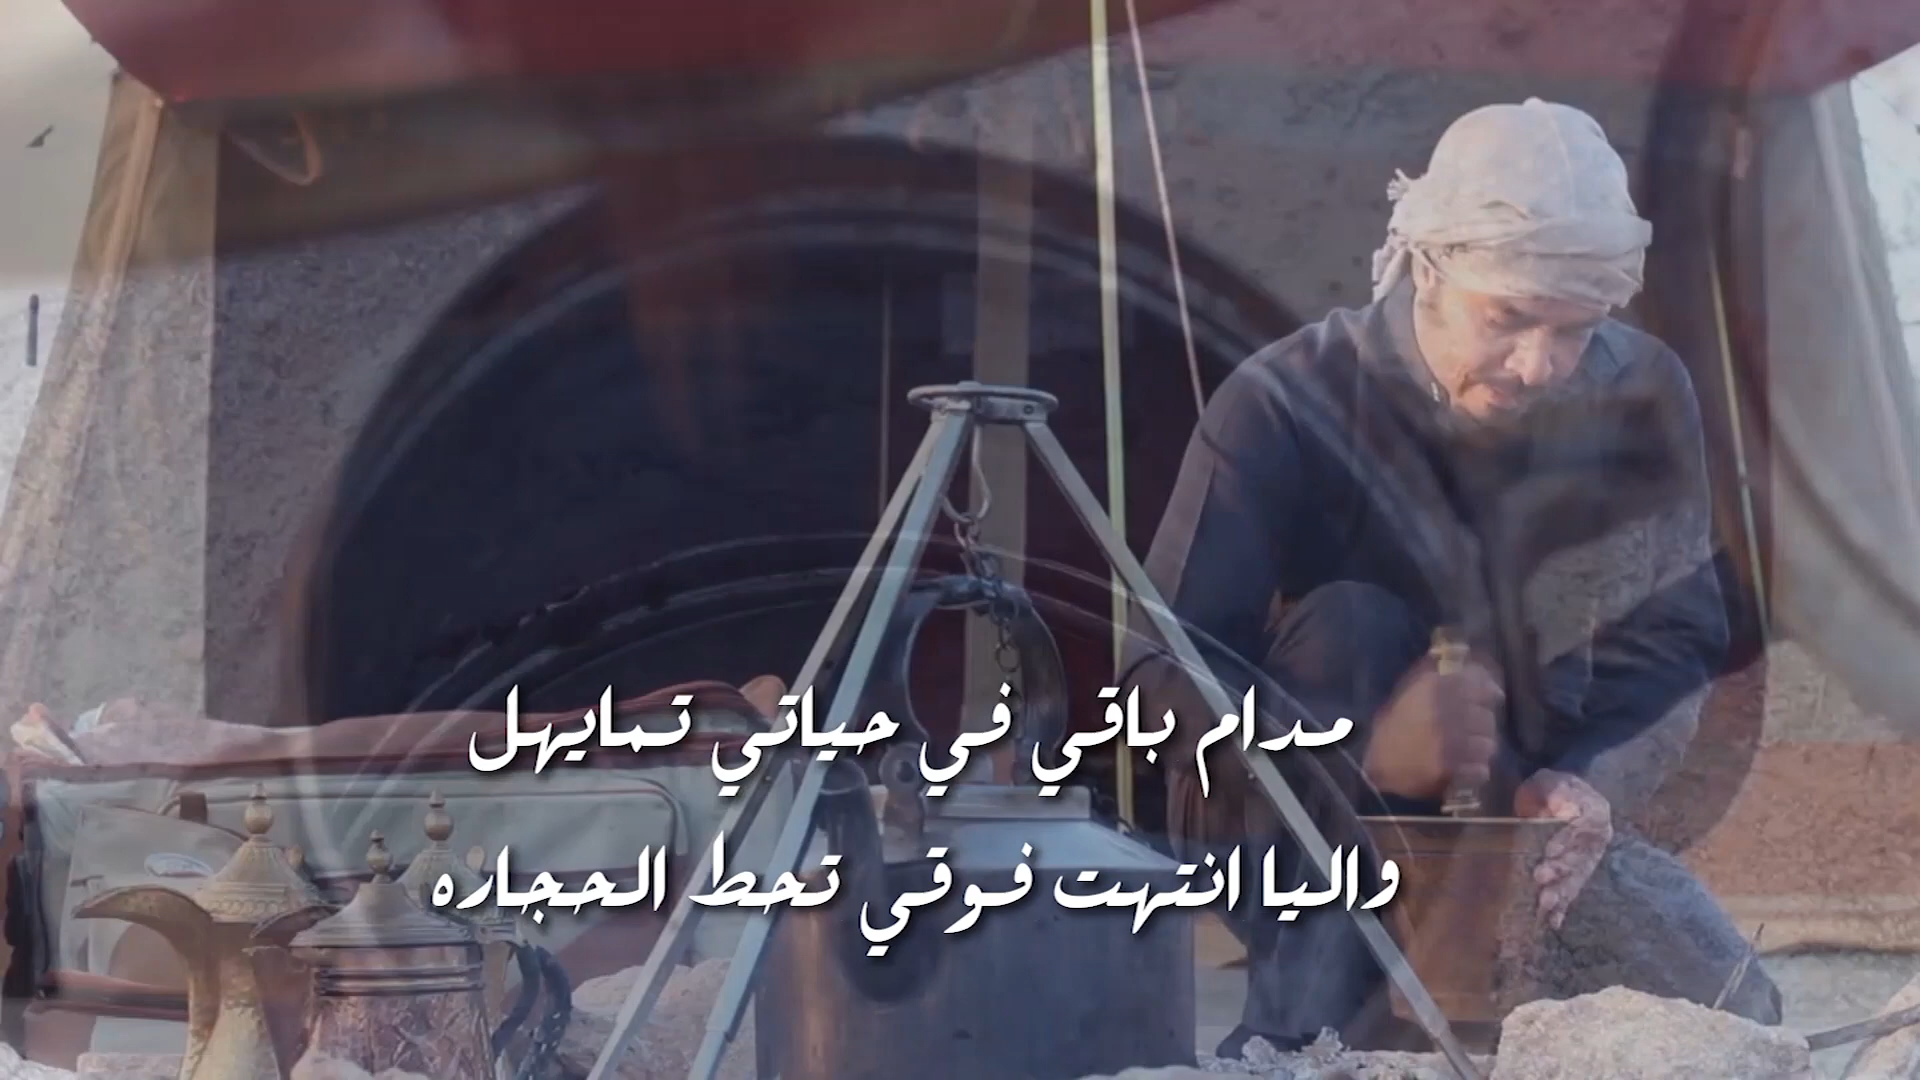 مدام باقي في حياتي تمايهل
واليا انتهت فوقي تحط الحجاره